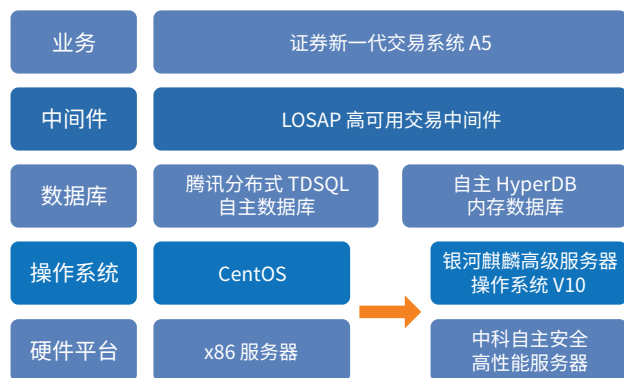 业务
证券新一代交易系统 A5
中间件
LOSAP 高可用交易中间件
数据库
腾讯分布式 TDSQL
自主数据库
自主 HyperDB
内存数据库
操作系统
CentOS
银河麒麟高级服务器
操作系统 V10
硬件平台
x86 服务器
中科自主安全
高性能服务器